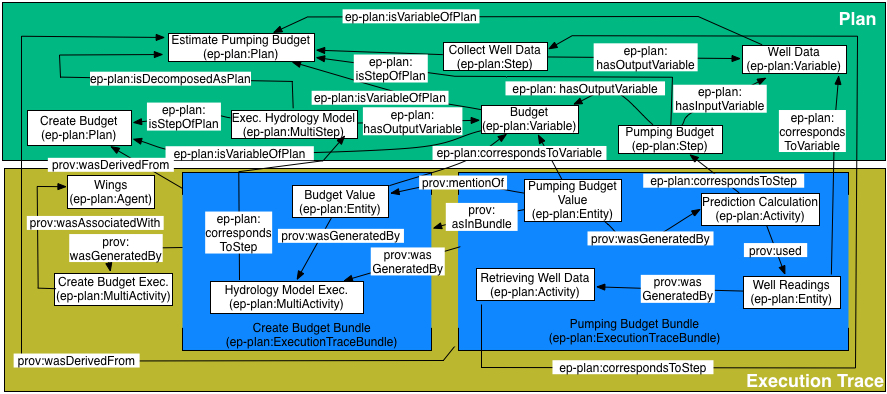 ep-plan:isVariableOfPlan
Plan
Estimate Pumping Budget
(ep-plan:Plan)
Collect Well Data
(ep-plan:Step)
ep-plan:
hasOutputVariable
Well Data
(ep-plan:Variable)
ep-plan:
isStepOfPlan
ep-plan:isDecomposedAsPlan
ep-plan: hasOutputVariable
ep-plan:isVariableOfPlan
ep-plan:
hasInputVariable
Create Budget
(ep-plan:Plan)
ep-plan:
isStepOfPlan
Exec. Hydrology Model
(ep-plan:MultiStep)
ep-plan:
hasOutputVariable
Budget
(ep-plan:Variable)
Pumping Budget
(ep-plan:Step)
ep-plan:
corresponds
ToVariable
ep-plan:isVariableOfPlan
ep-plan:correspondsToVariable
prov:wasDerivedFrom
Wings
(ep-plan:Agent)
prov:mentionOf
ep-plan:correspondsToStep
Budget Value
(ep-plan:Entity)
Pumping Budget
Value
(ep-plan:Entity)
Prediction Calculation
(ep-plan:Activity)
prov:wasAssociatedWith
ep-plan:
corresponds
ToStep
prov:
asInBundle
prov:wasGeneratedBy
prov:wasGeneratedBy
prov:
wasGeneratedBy
prov:was
GeneratedBy
prov:used
Create Budget Exec.
(ep-plan:MultiActivity)
Hydrology Model Exec.
(ep-plan:MultiActivity)
Retrieving Well Data
(ep-plan:Activity)
prov:was
GeneratedBy
Well Readings
(ep-plan:Entity)
Create Budget Bundle
(ep-plan:ExecutionTraceBundle)
Pumping Budget Bundle
(ep-plan:ExecutionTraceBundle)
prov:wasDerivedFrom
ep-plan:correspondsToStep
Execution Trace